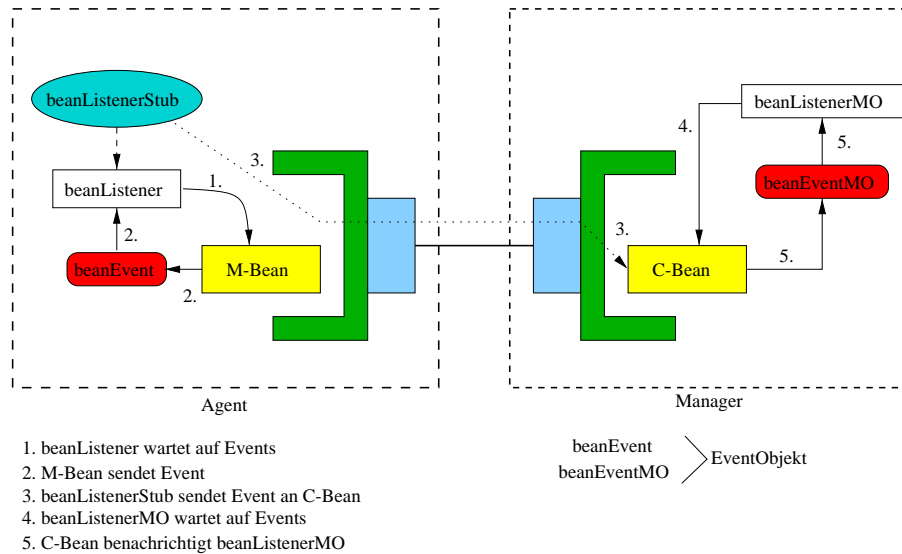 beanListenerStub
beanListenerMO
3.
4.
5.
beanListener
1.
beanEventMO
2.
3.
beanEvent
M-Bean
C-Bean
5.
2.
Agent
Manager
1. beanListener wartet auf Events
2. M-Bean sendet Event
3. beanListenerStub sendet Event an C-Bean
4. beanListenerMO wartet auf Events
5. C-Bean benachrichtigt beanListenerMO
beanEvent
beanEventMO
EventObjekt